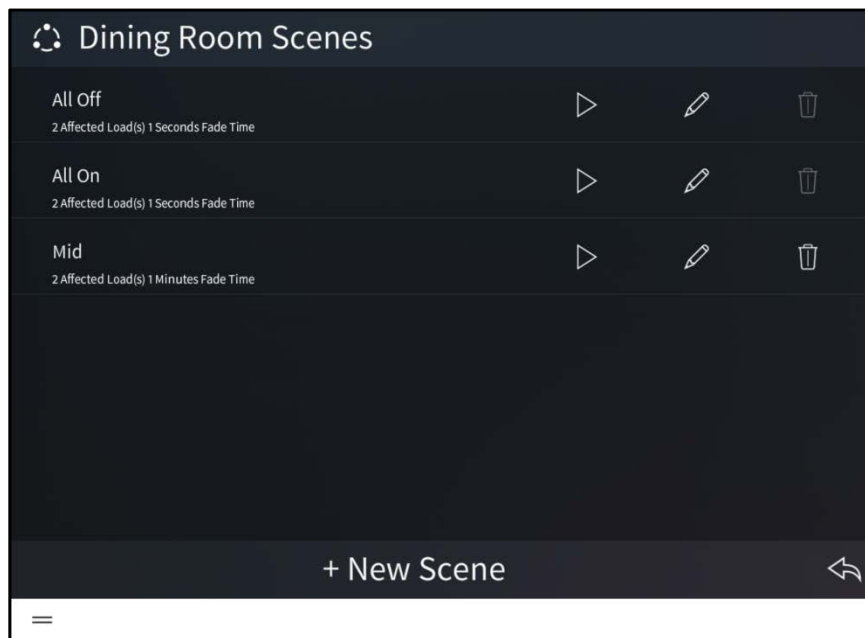 Dining Room Scenes
All Off
2 Affected Load(s) 1 Seconds Fade Time
All On
2 Affected Load(s) 1 Seconds Fade Time
Mid
2 Affected Load(s) 1 Minutes Fade Time
+ New Scene